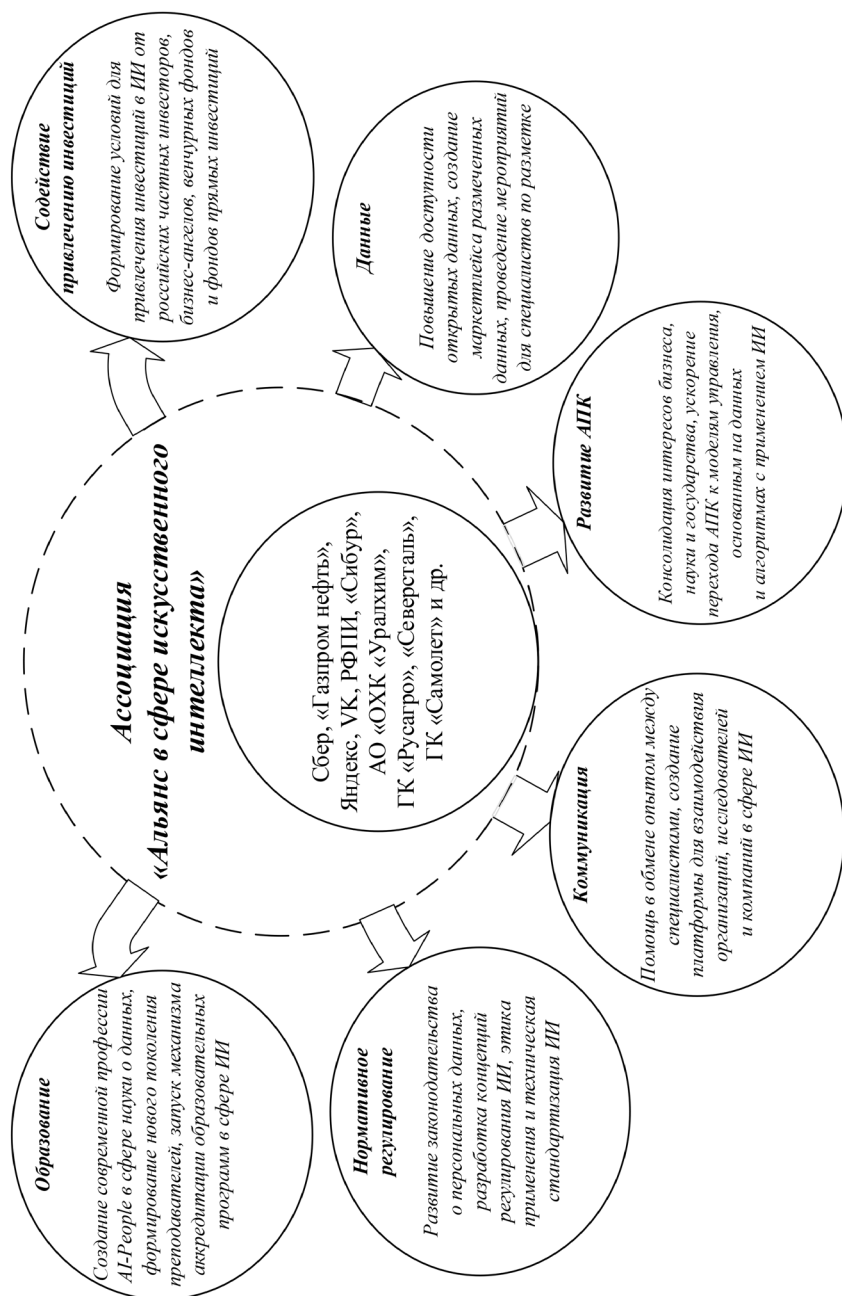 Ассоциация
«Альянс в сфере искусственного
интеллекта»
Сбер, «Газпром нефть»,
Яндекс, VK, РФПИ, «Сибур»,
АО «ОХК «Уралхим»,
ГК «Русагро», «Северсталь»,
ГК «Самолет» и др.
Образование
Создание современной профессии
AI-People в сфере науки о данных,
формирование нового поколения
преподавателей, запуск механизма
аккредитации образовательных
программ в сфере ИИ
Нормативное
регулирование
Развитие законодательства
о персональных данных,
разработка концепций
регулирования ИИ, этика
применения и техническая
стандартизация ИИ
Коммуникация
Помощь в обмене опытом между
специалистами, создание
платформы для взаимодействия
организаций, исследователей
и компаний в сфере ИИ
Развитие АПК
Консолидация интересов бизнеса,
науки и государства, ускорение
перехода АПК к моделям управления,
основанным на данных
и алгоритмах с применением ИИ
Данные
Повышение доступности
открытых данных, создание
маркетплейса размеченных
данных, проведение мероприятий
для специалистов по разметке
Содействие
привлечению инвестиций
Формирование условий для
привлечения инвестиций в ИИ от
российских частных инвесторов,
бизнес-ангелов, венчурных фондов
и фондов прямых инвестиций